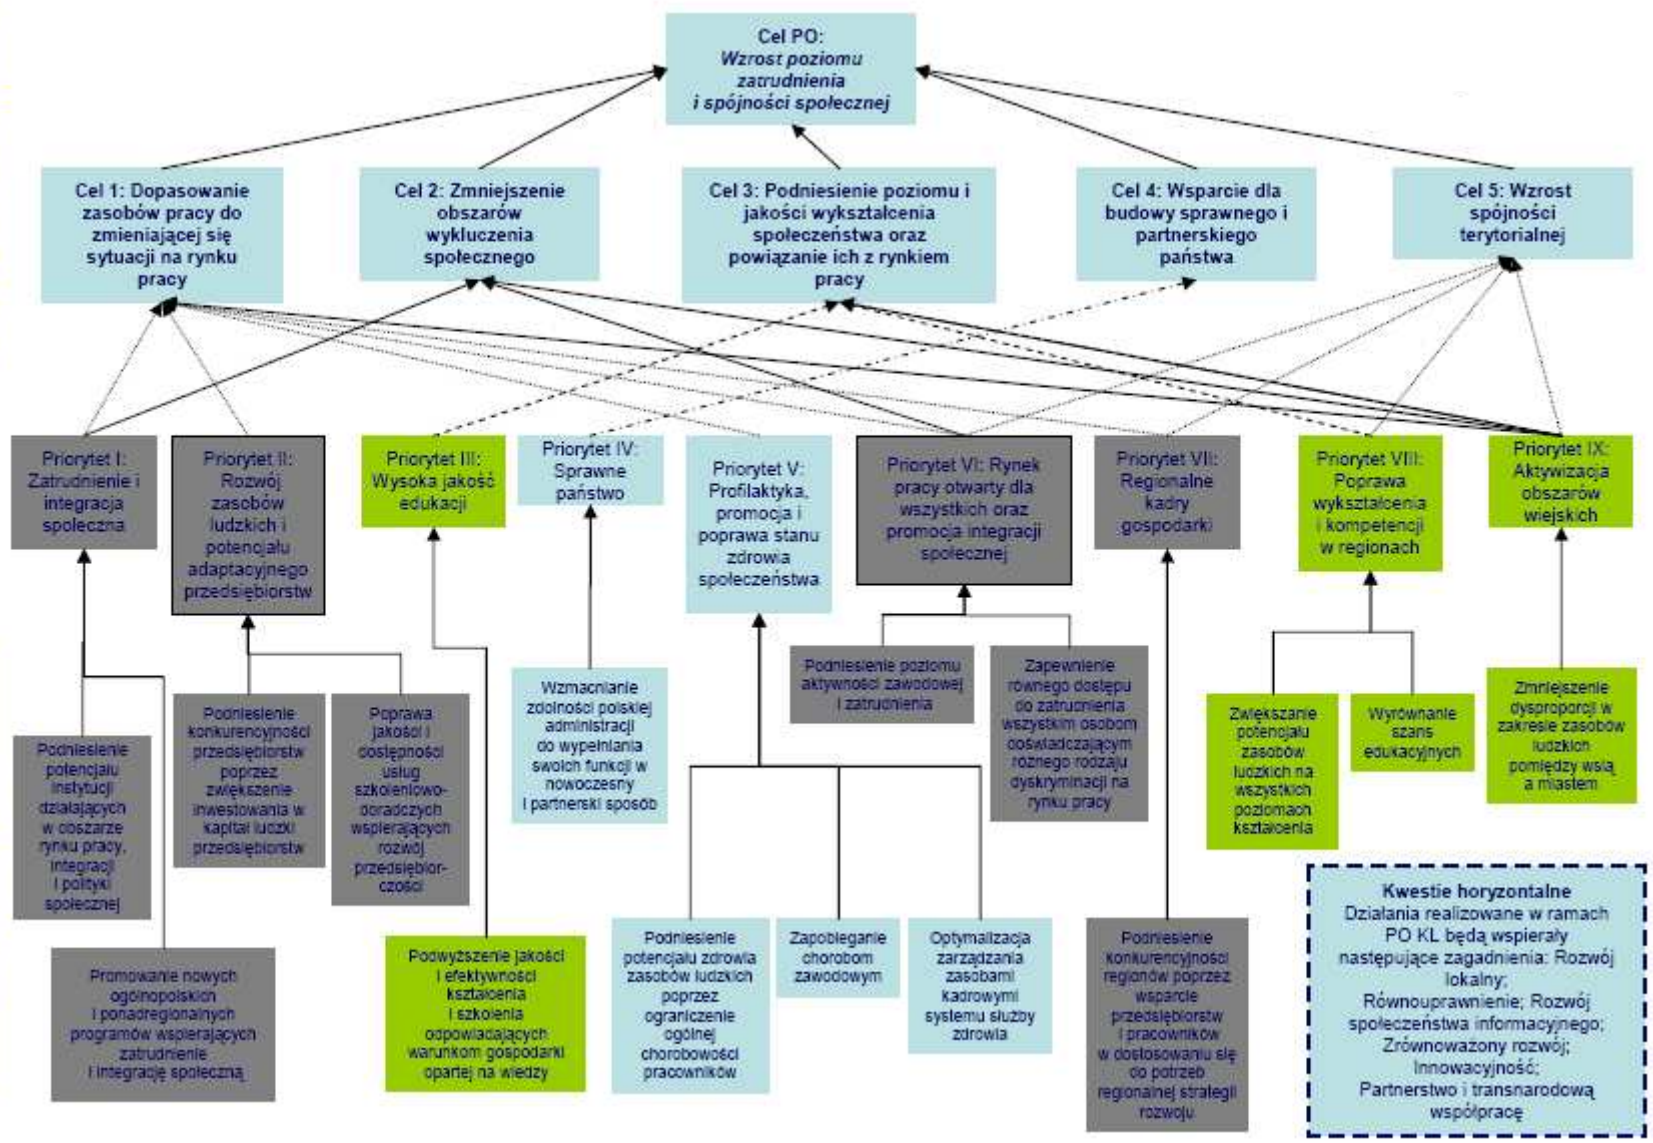 Cel PO:
Wzrost poziomu
zatrudnienia
i spójności społecznej
Cel 1: Dopasowanie
zasobów pracy do
zmieniającej się
sytuacji na rynku
pracy
Cel 2: Zmniejszenie
obszarów
wykluczenia
społecznego
Cel 3: Podniesienie poziomu i
jakości wykształcenia
społeczeństwa oraz
powiązanie ich z rynkiem
pracy
Cel 4: Wsparcie dla
budowy sprawnego i
partnerskiego
państwa
Cel 5: Wzrost
spójności
terytorialnej
Priorytet I:
Zatrudnienie i
integracja
społeczna
Priorytet II:
Rozwój
zasobów
ludzkich i
potencjału
adaptacyjnego
przedsiębiorstw
Priorytet III:
Wysoka jakość
edukacji
Priorytet IV:
Sprawne
państwo
Priorytet V:
Profilaktyka,
promocja i
poprawa stanu
zdrowia
społeczeństwa
Priorytet VI: Rynek
pracy otwarty dla
wszystkich oraz
promocja integracji
społecznej
Priorytet VII:
Regionalne
kadry
gospodarki
Priorytet VIII:
Poprawa
wykształcenia
i kompetencji
w regionach
Priorytet IX:
Aktywizacja
obszarów
wiejskich
Podniesienie
potencjału
instytucji
działających
w obszarze
rynku pracy,
integracji
i polityki
społecznej
Promowanie nowych
ogólnopolskich
i ponadregionalnych
programów wspierających
zatrudnienie
i integrację społeczną
Podniesienie
konkurencyjności
przedsiębiorstw
poprzez
zwiększenie
inwestowania w
kapitał ludzki
przedsiębiorstw
Poprawa
jakości i
dostępności
usług
szkoleniowo-
doradczych
wspierających
rozwój
przedsiębior-
czości
Podwyższenie jakości
i efektywności
kształcenia
i szkolenia
odpowiadających
warunkom gospodarki
opartej na wiedzy
Wzmacnianie
zdolności polskiej
administracji
do wypełniania
swoich funkcji w
nowoczesny
i partnerski sposób
Podniesienie
potencjału zdrowia
zasobów ludzkich
poprzez
ograniczenie
ogólnej
chorobowości
pracowników
Zapobieganie
chorobom
zawodowym
Optymalizacja
zarządzania
zasobami
kadrowymi
systemu służby
zdrowia
Podniesienie poziomu
aktywności zawodowej
i zatrudnienia
Zapewnienie
równego dostępu
do zatrudnienia
wszystkim osobom
doświadczającym
różnego rodzaju
dyskryminacji na
rynku pracy
Podniesienie
konkurencyjności
regionów poprzez
wsparcie
przedsiębiorstw
i pracowników
w dostosowaniu się
do potrzeb
regionalnej strategii
rozwoju
Zwiększanie
potencjału
zasobów
ludzkich na
wszystkich
poziomach
kształcenia
Wyrównanie
szans
edukacyjnych
Zmniejszenie
dysproporcji w
zakresie zasobów
ludzkich
pomiędzy wsią
a miastem
Kwestie horyzontalne
Działania realizowane w ramach
PO KL będą wspierały
następujące zagadnienia: Rozwój
lokalny;
Równouprawnienie; Rozwój
społeczeństwa informacyjnego;
Zrównoważony rozwój;
Innowacyjność;
Partnerstwo i transnarodową
współpracę